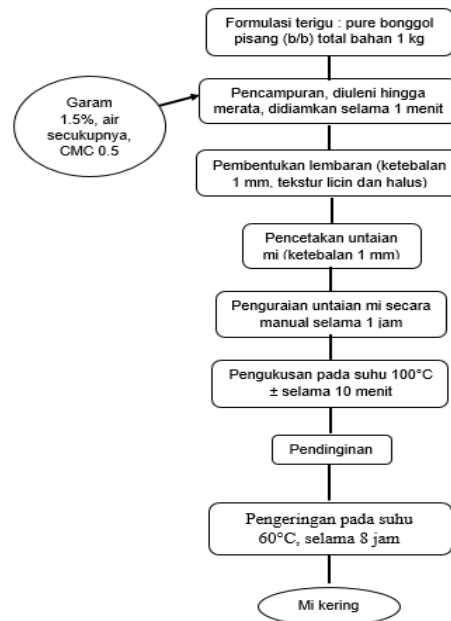 Formulasi terigu : pure bonggol
pisang (b/b) total bahan 1 kg
Garam
1.5%, air
secukupnya,
CMC 0.5
Pencampuran, diuleni hingga
merata, didiamkan selama 1 menit
Pembentukan lembaran (ketebalan
1 mm, tekstur licin dan halus)
Pencetakan untaian
mi (ketebalan 1 mm)
Penguraian untaian mi secara
manual selama 1 jam
Pengukusan pada suhu 100°C
± selama 10 menit
Pendinginan
Pengeringan pada suhu
60°C, selama 8 jam
Mi kering